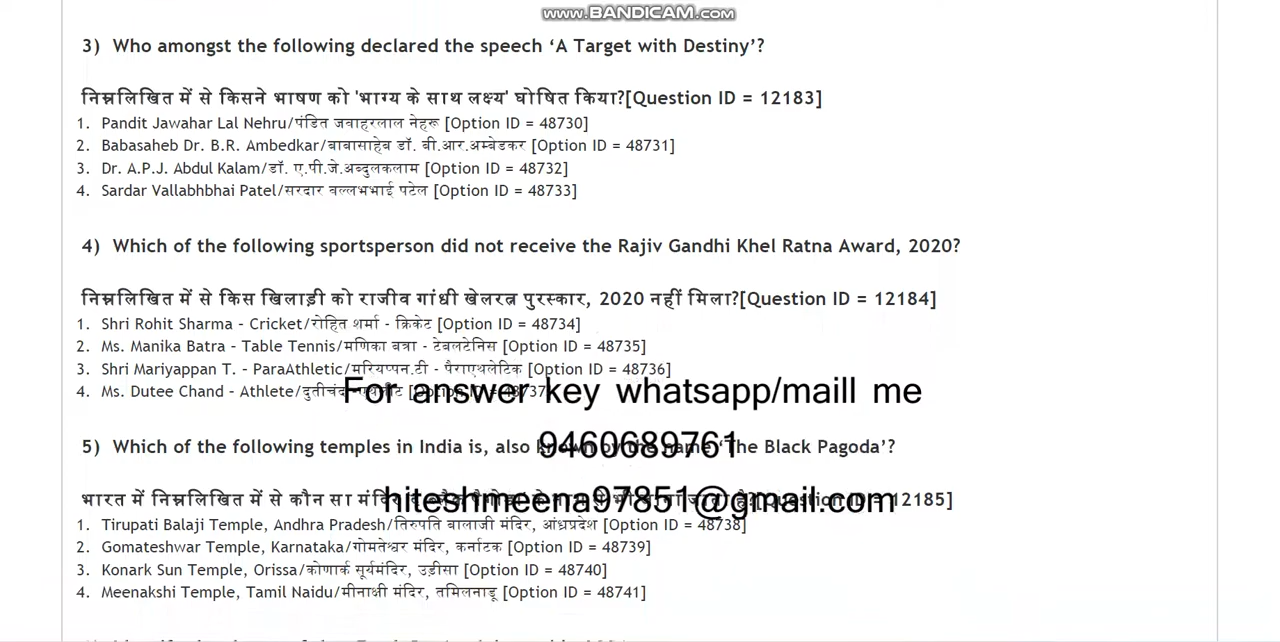 www.BANDICAM.com
3) Who amongst the following declared the speech ‘A Target with Destiny’?
निम्नलिखित में से किसने भाषण को 'भाग्य के साथ लक्ष्य' घोषित किया?[Question ID = 12183]
1. Pandit Jawahar Lal Nehru/पंडित जवाहरलाल नेहरू [Option ID = 48730]
2. Babasaheb Dr. B.R. Ambedkar/बाबासाहेब डॉ. बी.आर.अम्बेडकर [Option ID = 48731]
3. Dr. A.P.J. Abdul Kalam/डॉ. ए.पी.जे.अब्दुलकलाम [Option ID = 48732]
4. Sardar Vallabhbhai Patel/सरदार वल्लभभाई पटेल [Option ID = 48733]
4) Which of the following sportsperson did not receive the Rajiv Gandhi Khel Ratna Award, 2020?
निम्नलिखित में से किस खिलाड़ी को राजीव गांधी खेलरत्न पुरस्कार, 2020 नहीं मिला?[Question ID = 12184]
1. Shri Rohit Sharma - Cricket/रोहित शर्मा - क्रिकेट [Option ID = 48734]
2. Ms. Manika Batra - Table Tennis/मणिका बत्रा - टेबलटेनिस [Option ID = 48735]
3. Shri Mariyappan T. - ParaAthletic/मरियप्पन.टी - पैराएथलेटिक [Option ID = 48736]
4. Ms. Dutee Chand - Athlete/दुतीचंद - एथलीट [Option ID = 48737]
For answer key whatsapp/maill me
5) Which of the following temples in India is, also known by the name ‘The Black Pagoda’?
9460689761
भारत में निम्नलिखित में से कौन सा मंदिर [Question ID = 12185]
hiteshmeena97851@gmail.com
1. Tirupati Balaji Temple, Andhra Pradesh/तिरुपति बालाजी मंदिर, आंध्रप्रदेश [Option ID = 48738]
2. Gomateshwar Temple, Karnataka/गोमतेश्वर मंदिर, कर्नाटक [Option ID = 48739]
3. Konark Sun Temple, Orissa/कोणार्क सूर्यमंदिर, उड़ीसा [Option ID = 48740]
4. Meenakshi Temple, Tamil Naidu/मीनाक्षी मंदिर, तमिलनाडू [Option ID = 48741]